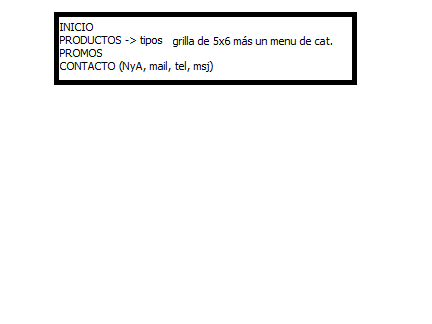 INICIO
PRODUCTOS -> tipos grilla de 5x6 más un menu de cat.
PROMOS
CONTACTO (NyA, mail, tel, msj)